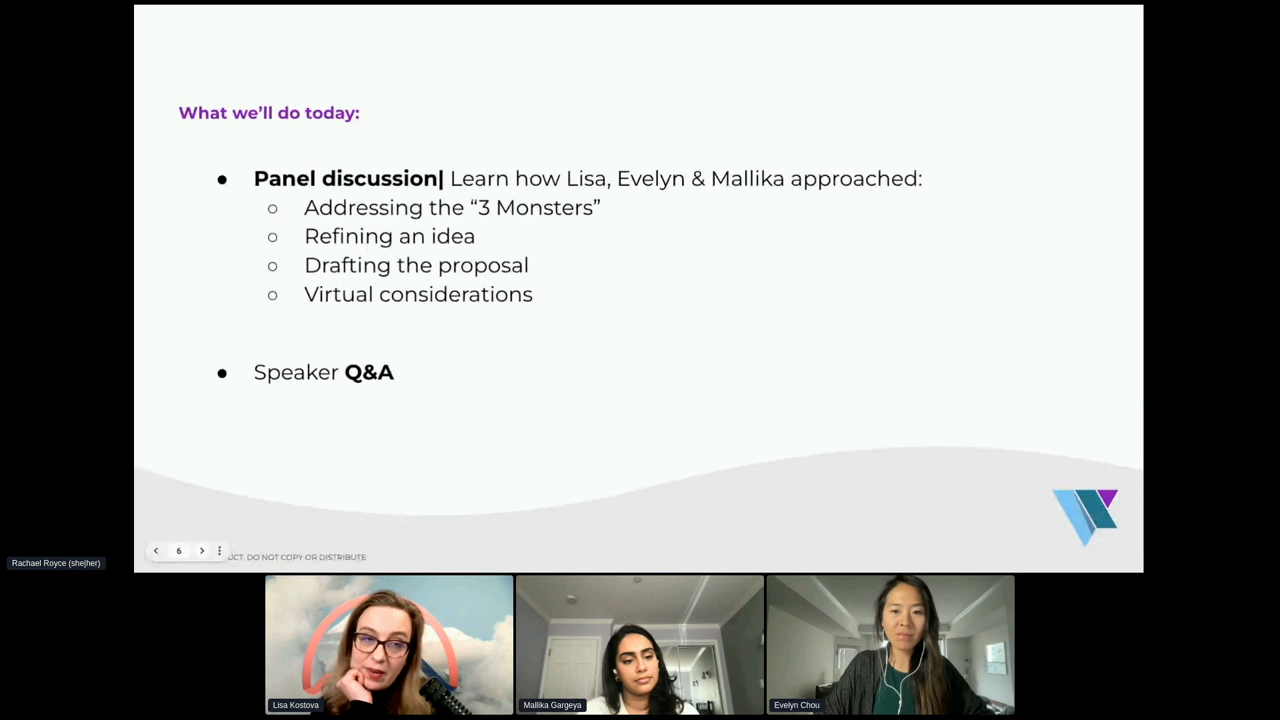 What we'll do today:
● Panel discussion| Learn how Lisa, Evelyn & Mallika approached:
○ Addressing the “3 Monsters”
○ Refining an idea
○ Drafting the proposal
○ Virtual considerations
● Speaker Q&A
6
DO NOT COPY OR DISTRIBUTE
Rachael Royce (she|her)
Lisa Kostova
Mallika Gargeya
Evelyn Chou